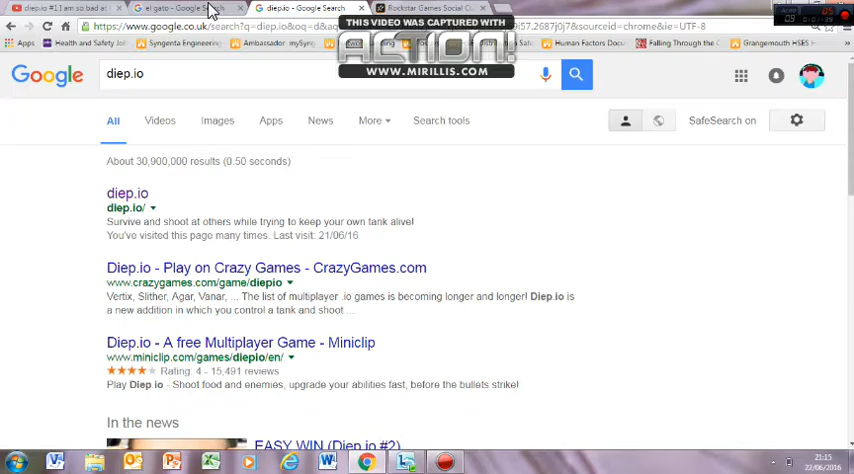 diep.io #1 I am so bad at
el gato - Google Search
diep.io - Google Search
Rockstar Games Social Cl
THIS VIDEO WAS CAPTURED WITH
ACTION!
WWW.MIRILLIS.COM
https://www.google.co.uk/search?q=diep.io&oq=d&aq
57.2687j0j7&sourceid=chrome&ie=UTF-8
Apps
Health and Safety Jo
Syngenta Engineering
Ambassador mySyng
Syngenta Engineering
Human Factors Docum
Falling Through the C
Grangemouth HSES H
Google
diep.io
All
Videos
Images
Apps
News
More
Search tools
SafeSearch on
About 30,900,000 results (0.50 seconds)
diep.io
diep.io/
Survive and shoot at others while trying to keep your own tank alive!
You've visited this page many times. Last visit: 21/06/16
Diep.io - Play on Crazy Games - CrazyGames.com
www.crazygames.com/game/diepio
Vertix, Slither, Agar, Vanar, ... The list of multiplayer .io games is becoming longer and longer! Diep.io is
a new addition in which you control a tank and shoot ...
Diep.io - A free Multiplayer Game - Miniclip
www.miniclip.com/games/diepio/en/
Rating: 4 - 15,491 reviews
Play Diep.io - Shoot food and enemies, upgrade your abilities fast, before the bullets strike!
In the news
EASY WIN (Diep.io #2)
21:15
22/06/2016